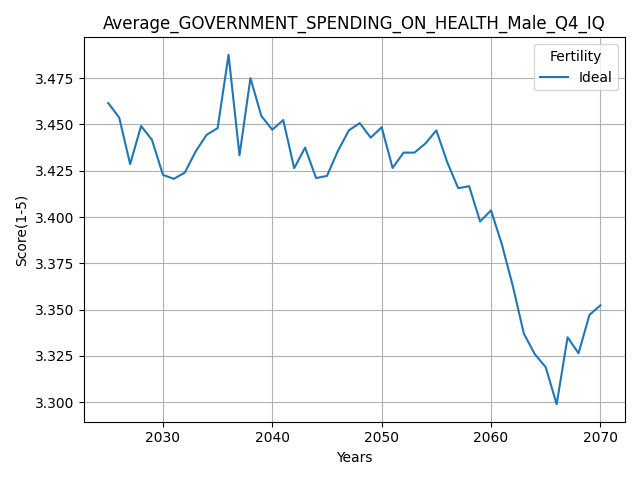 Average_GOVERNMENT_SPENDING_ON_HEALTH_Male_Q4_IQ
Fertility
Ideal
3.475
3.450
3.425
3.400
3.375
3.350
3.325
3.300
Score(1-5)
2030 2040 2050 2060 2070
Years